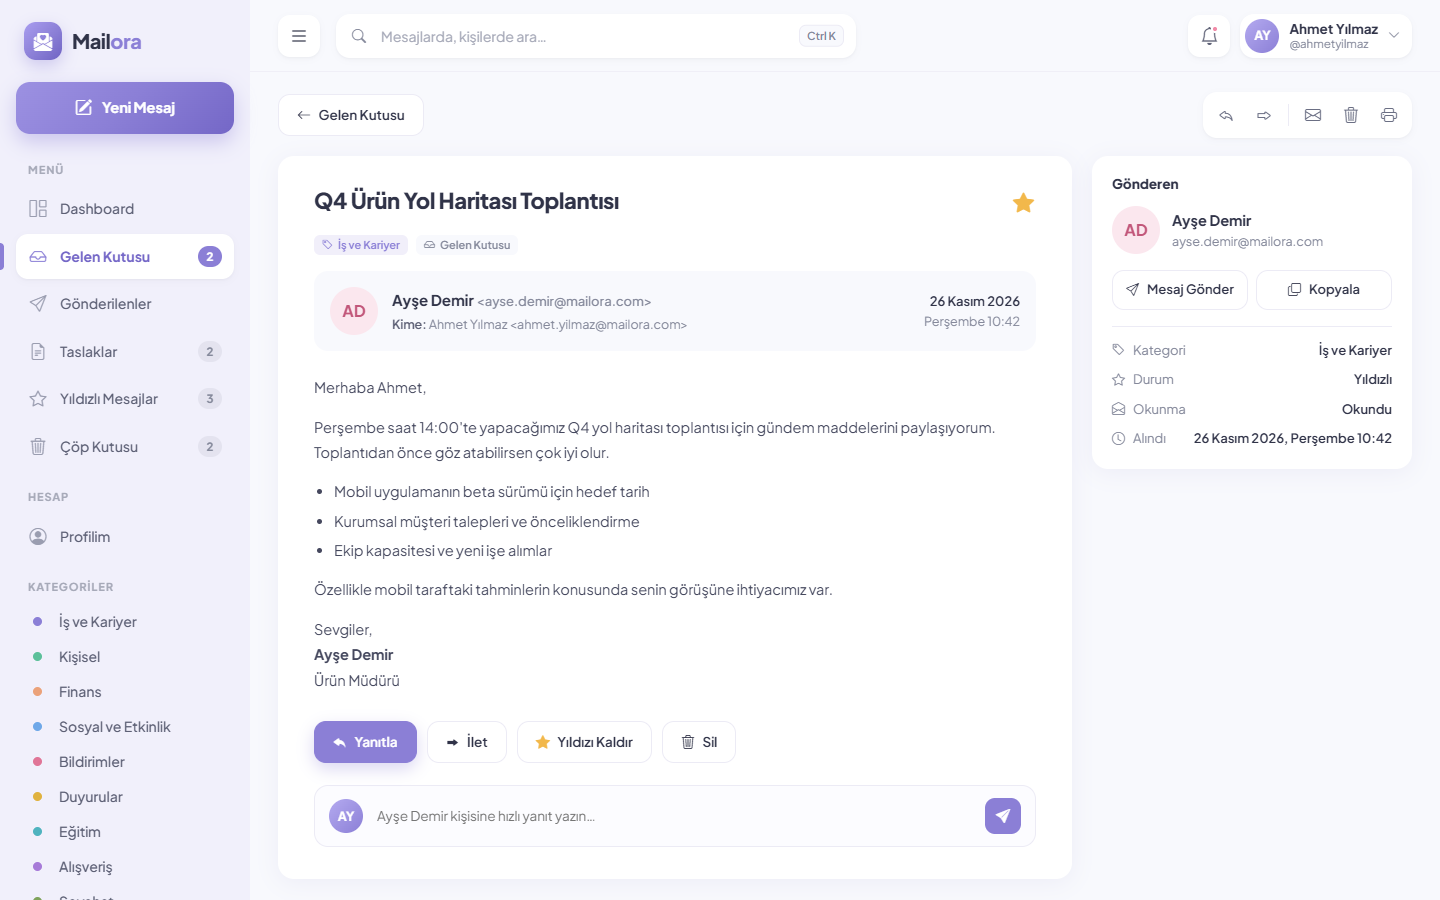 Mailora
Yeni Mesaj
MENÜ
Dashboard
Gelen Kutusu 2
Gönderilenler
Taslaklar 2
Yıldızlı Mesajlar 3
Çöp Kutusu 2
HESAP
Profilim
KATEGORİLER
İş ve Kariyer
Kişisel
Finans
Sosyal ve Etkinlik
Bildirimler
Duyurular
Eğitim
Alışveriş
Mesajlarda, kişilerde ara...
Ctrl K
AY
Ahmet Yılmaz
@ahmetyilmaz
Gelen Kutusu
Q4 Ürün Yol Haritası Toplantısı
İş ve Kariyer
Gelen Kutusu
AD
Ayşe Demir <ayse.demir@mailora.com>
Kime: Ahmet Yılmaz <ahmet.yilmaz@mailora.com>
26 Kasım 2026
Perşembe 10:42
Merhaba Ahmet,
Perşembe saat 14:00'te yapacağımız Q4 yol haritası toplantısı için gündem maddelerini paylaşıyorum.
Toplantıdan önce göz atabilirsen çok iyi olur.
• Mobil uygulamanın beta sürümü için hedef tarih
• Kurumsal müşteri talepleri ve önceliklendirme
• Ekip kapasitesi ve yeni işe alımlar
Özellikle mobil taraftaki tahminlerin konusunda senin görüşüne ihtiyacımız var.
Sevgiler,
Ayşe Demir
Ürün Müdürü
Yanıtla
İlet
Yıldızı Kaldır
Sil
AY
Ayşe Demir kişisine hızlı yanıt yazın...
Gönderen
AD
Ayşe Demir
ayse.demir@mailora.com
Mesaj Gönder
Kopyala
Kategori İş ve Kariyer
Durum Yıldızlı
Okunma Okundu
Alındı 26 Kasım 2026, Perşembe 10:42